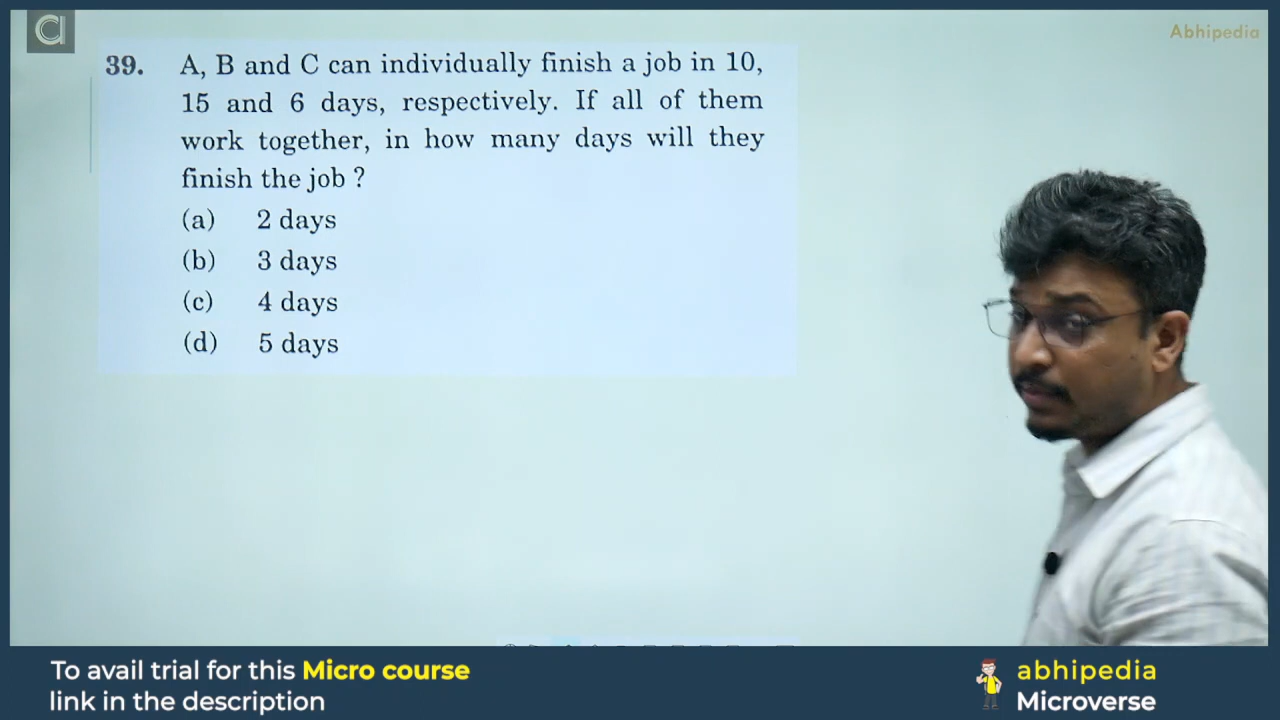 Abhipedia
39. A, B and C can individually finish a job in 10,
15 and 6 days, respectively. If all of them
work together, in how many days will they
finish the job ?
(a) 2 days
(b) 3 days
(c) 4 days
(d) 5 days
To avail trial for this Micro course
link in the description
abhipedia
Microverse